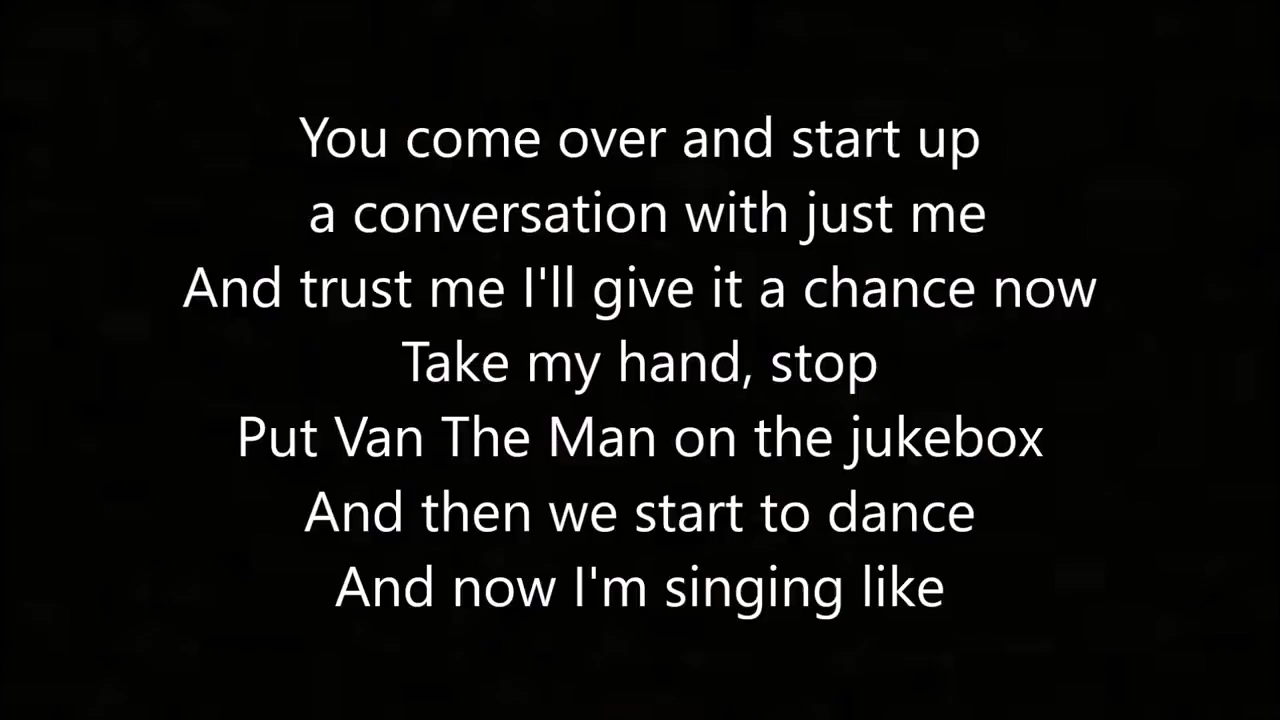 You come over and start up
a conversation with just me
And trust me I'll give it a chance now
Take my hand, stop
Put Van The Man on the jukebox
And then we start to dance
And now I'm singing like